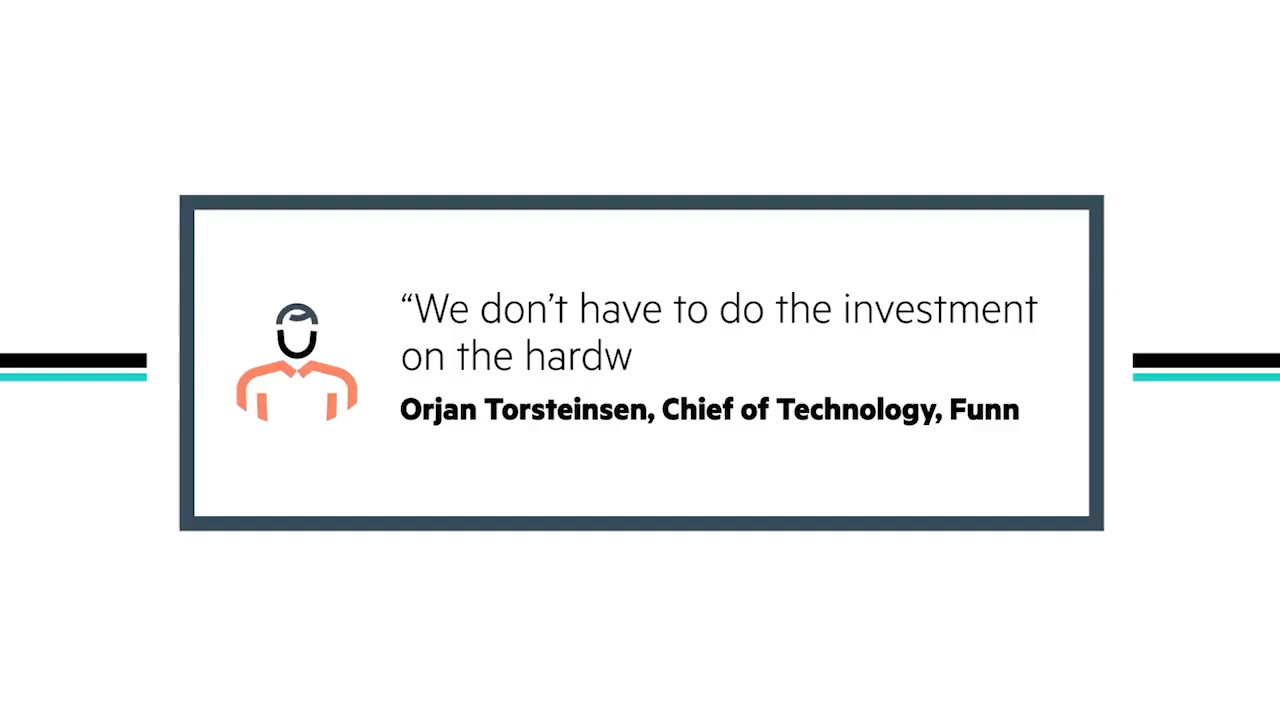 “We don’t have to do the investment
on the hardw
Orjan Torsteinsen, Chief of Technology, Funn